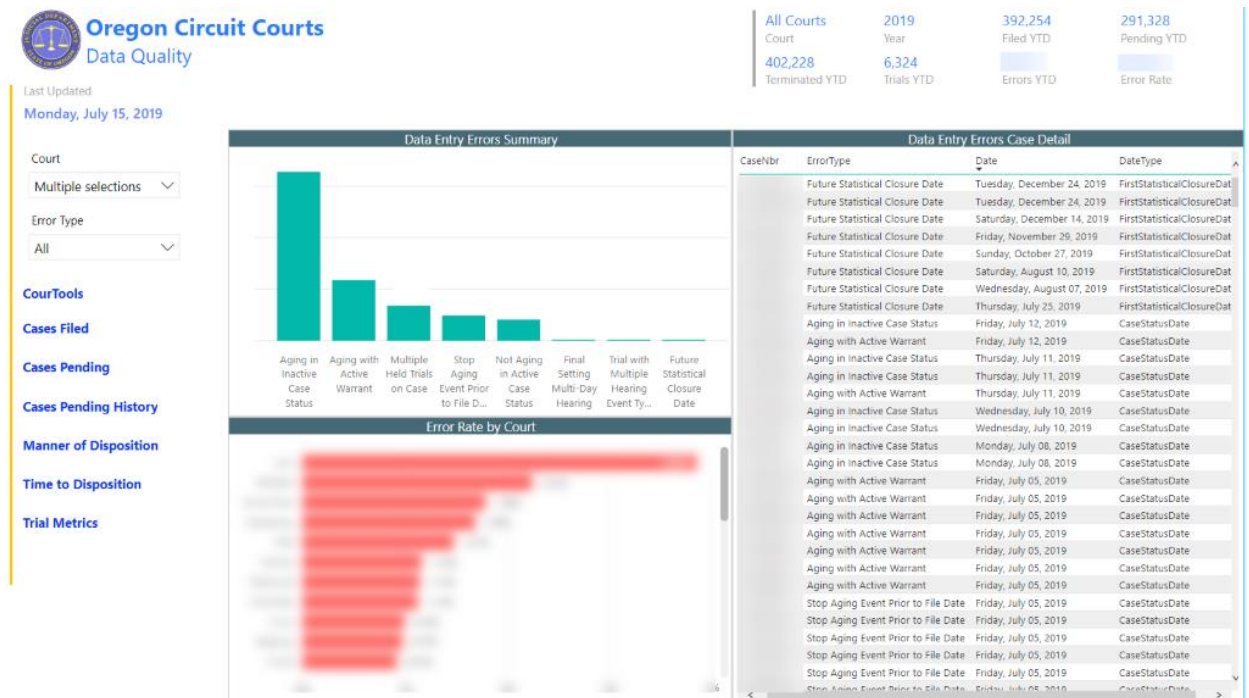 Oregon Circuit Courts
Data Quality
All Courts
Court
2019
Year
392,254
Filed YTD
291,328
Pending YTD
402,228
Terminated YTD
6,324
Trials YTD
Errors YTD
Error Rate
Last Updated
Monday, July 15, 2019
Court
Multiple selections
Error Type
All
CourTools
Cases Filed
Cases Pending
Cases Pending History
Manner of Disposition
Time to Disposition
Trial Metrics
Data Entry Errors Summary
Aging in Inactive Case Status
Aging with Active Warrant
Multiple Held Trials on Case
Stop Aging Event Prior to File D...
Not Aging in Active Case Status
Final Setting Multi-Day Hearing
Trial with Multiple Hearing Event Ty...
Future Statistical Closure Date
Error Rate by Court
Data Entry Errors Case Detail
CaseNbr ErrorType Date DateType
Future Statistical Closure Date Tuesday, December 24, 2019 FirstStatisticalClosureDat
Future Statistical Closure Date Tuesday, December 24, 2019 FirstStatisticalClosureDat
Future Statistical Closure Date Saturday, December 14, 2019 FirstStatisticalClosureDat
Future Statistical Closure Date Friday, November 29, 2019 FirstStatisticalClosureDat
Future Statistical Closure Date Sunday, October 27, 2019 FirstStatisticalClosureDat
Future Statistical Closure Date Saturday, August 10, 2019 FirstStatisticalClosureDat
Future Statistical Closure Date Wednesday, August 07, 2019 FirstStatisticalClosureDat
Future Statistical Closure Date Thursday, July 25, 2019 FirstStatisticalClosureDat
Aging in Inactive Case Status Friday, July 12, 2019 CaseStatusDate
Aging with Active Warrant Friday, July 12, 2019 CaseStatusDate
Aging in Inactive Case Status Thursday, July 11, 2019 CaseStatusDate
Aging in Inactive Case Status Thursday, July 11, 2019 CaseStatusDate
Aging with Active Warrant Thursday, July 11, 2019 CaseStatusDate
Aging in Inactive Case Status Wednesday, July 10, 2019 CaseStatusDate
Aging in Inactive Case Status Wednesday, July 10, 2019 CaseStatusDate
Aging in Inactive Case Status Monday, July 08, 2019 CaseStatusDate
Aging in Inactive Case Status Monday, July 08, 2019 CaseStatusDate
Aging with Active Warrant Friday, July 05, 2019 CaseStatusDate
Aging with Active Warrant Friday, July 05, 2019 CaseStatusDate
Aging with Active Warrant Friday, July 05, 2019 CaseStatusDate
Aging with Active Warrant Friday, July 05, 2019 CaseStatusDate
Aging with Active Warrant Friday, July 05, 2019 CaseStatusDate
Aging with Active Warrant Friday, July 05, 2019 CaseStatusDate
Aging with Active Warrant Friday, July 05, 2019 CaseStatusDate
Stop Aging Event Prior to File Date Friday, July 05, 2019 CaseStatusDate
Stop Aging Event Prior to File Date Friday, July 05, 2019 CaseStatusDate
Stop Aging Event Prior to File Date Friday, July 05, 2019 CaseStatusDate
Stop Aging Event Prior to File Date Friday, July 05, 2019 CaseStatusDate
Stop Aging Event Prior to File Date Friday, July 05, 2019 CaseStatusDate
Stop Aging Event Prior to File Date Friday, July 05, 2019 CaseStatusDate